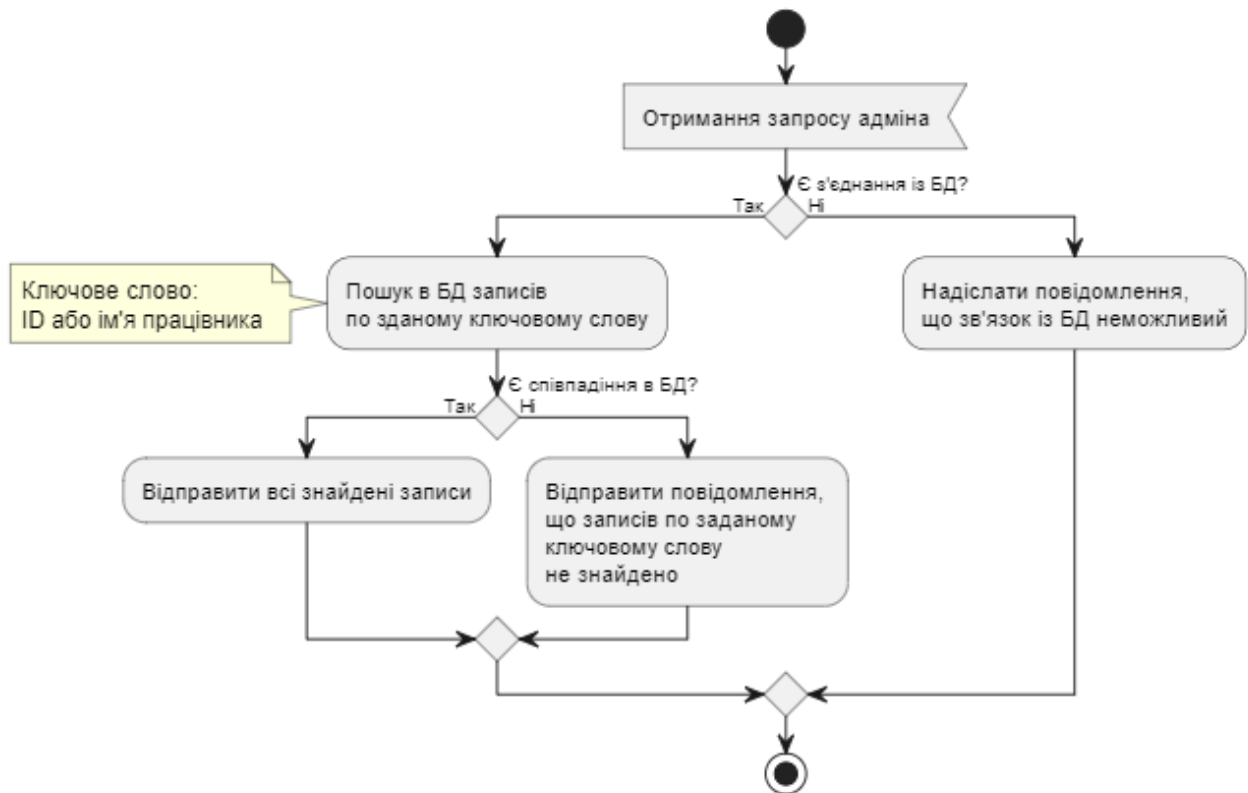 Отримання запросу адміна
Є з'єднання із БД?
Так
Ні
Ключове слово:
ID або ім'я працівника
Пошук в БД записів
по зданому ключовому слову
Надіслати повідомлення,
що зв'язок із БД неможливий
Є співпадіння в БД?
Так
Ні
Відправити всі знайдені записи
Відправити повідомлення,
що записів по заданому
ключовому слову
не знайдено